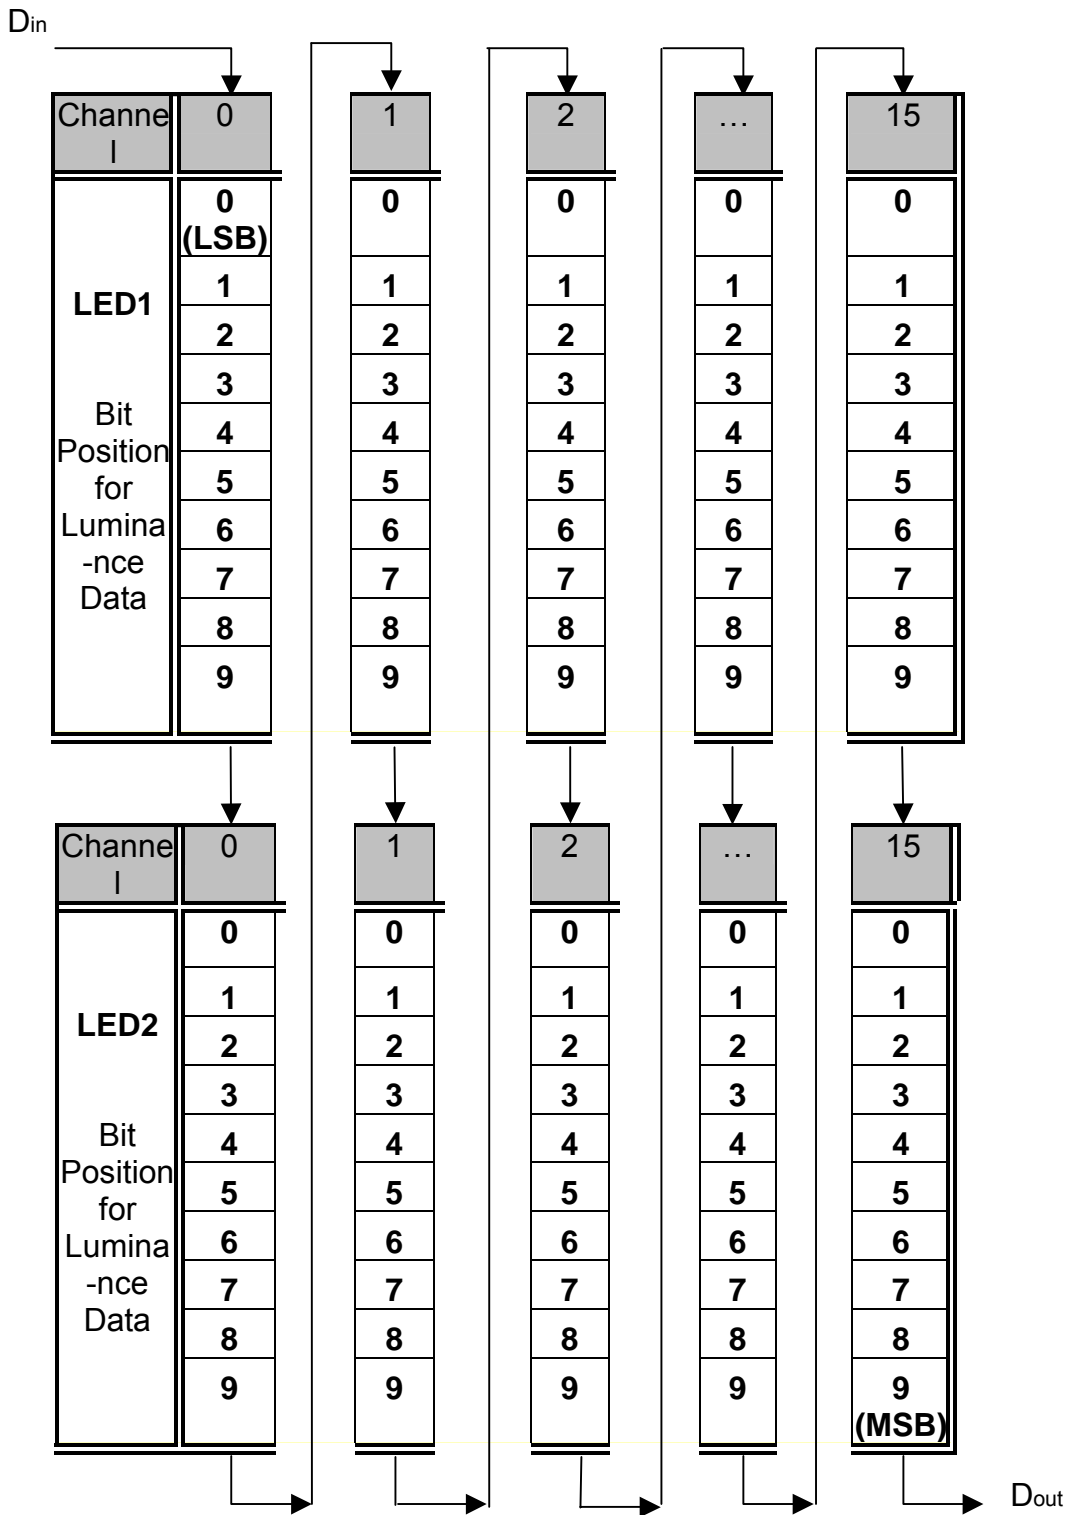 Din
Channe
l
0 1 2 … 15
0
(LSB) 0 0 0 0
LED1
1 1 1 1 1
2 2 2 2 2
3 3 3 3 3
Bit
Position
for
Lumina
-nce
Data
4 4 4 4 4
5 5 5 5 5
6 6 6 6 6
7 7 7 7 7
8 8 8 8 8
9 9 9 9 9
Channe
l
0 1 2 … 15
0 0 0 0 0
LED2
1 1 1 1 1
2 2 2 2 2
3 3 3 3 3
Bit
Position
for
Lumina
-nce
Data
4 4 4 4 4
5 5 5 5 5
6 6 6 6 6
7 7 7 7 7
8 8 8 8 8
9 9 9 9 9
(MSB)
Dout